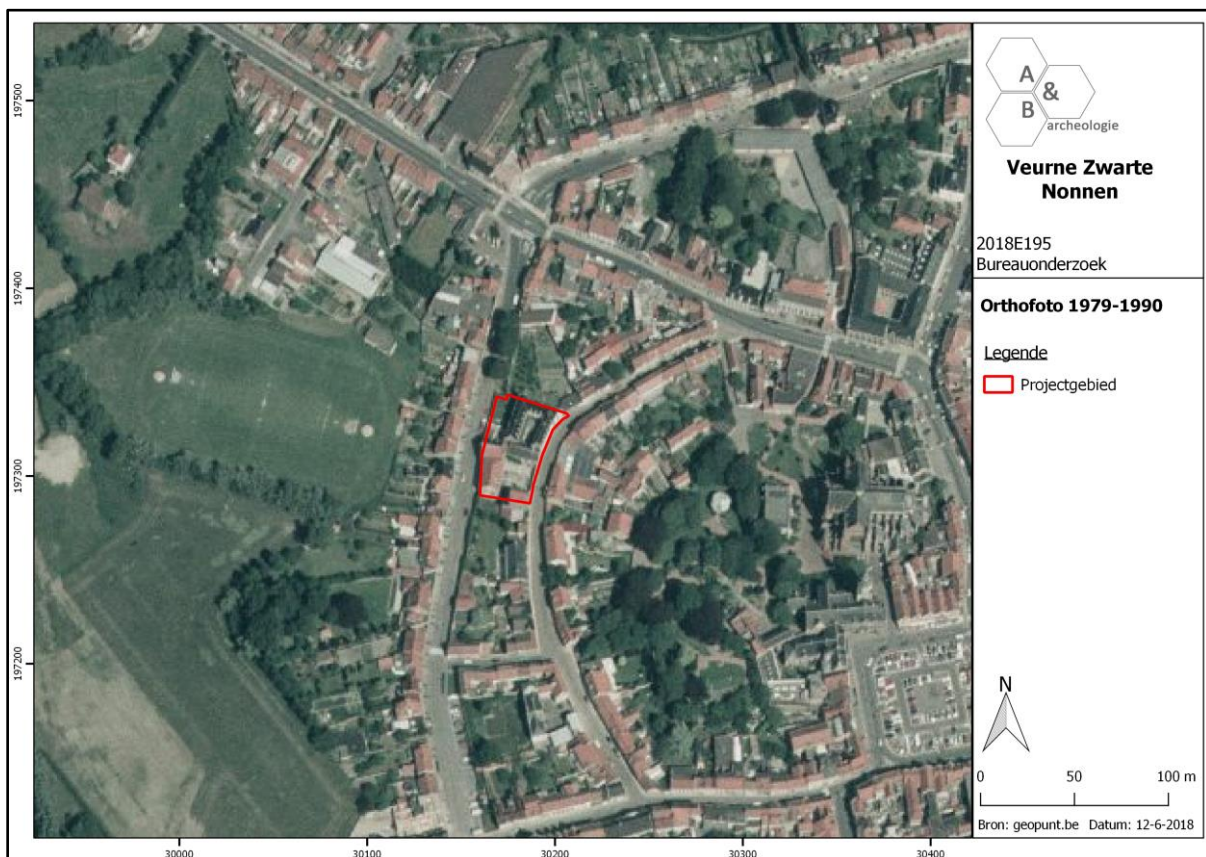 A
&
B
archeologie
Veurne Zwarte
Nonnen
2018E195
Bureauonderzoek
Orthofoto 1979-1990
Legende
Projectgebied
N
0 50 100 m
Bron: geopunt.be Datum: 12-6-2018
197500
197400
197300
197200
30000 30100 30200 30300 30400